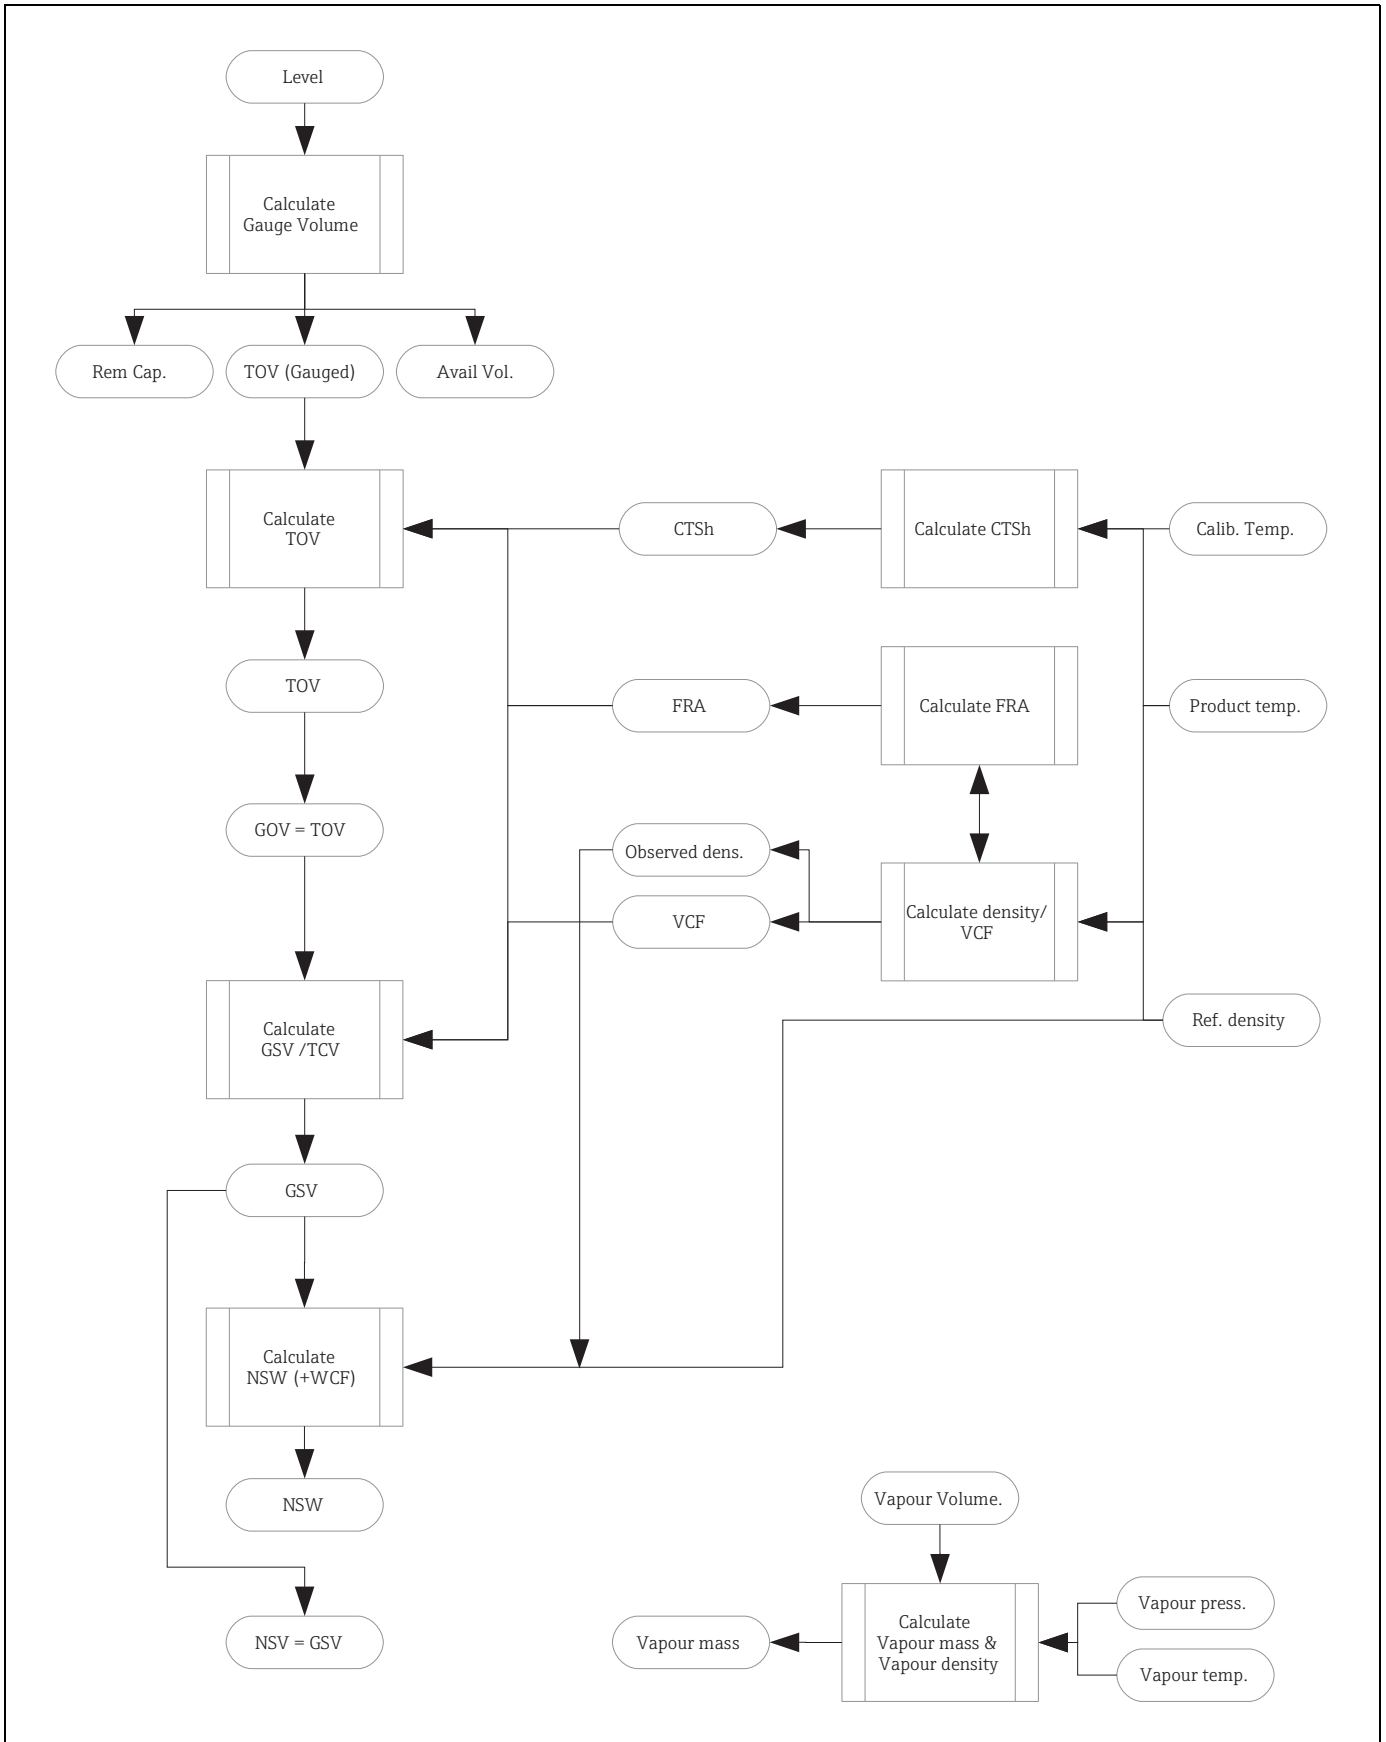 Level
Calculate
Gauge Volume
Rem Cap.
TOV (Gauged)
Avail Vol.
Calculate
TOV
CTSh
Calculate CTSh
Calib. Temp.
TOV
FRA
Calculate FRA
Product temp.
GOV = TOV
Observed dens.
VCF
Calculate density/
VCF
Calculate
GSV /TCV
Ref. density
GSV
Calculate
NSW (+WCF)
NSW
NSV = GSV
Vapour Volume.
Vapour mass
Calculate
Vapour mass &
Vapour density
Vapour press.
Vapour temp.